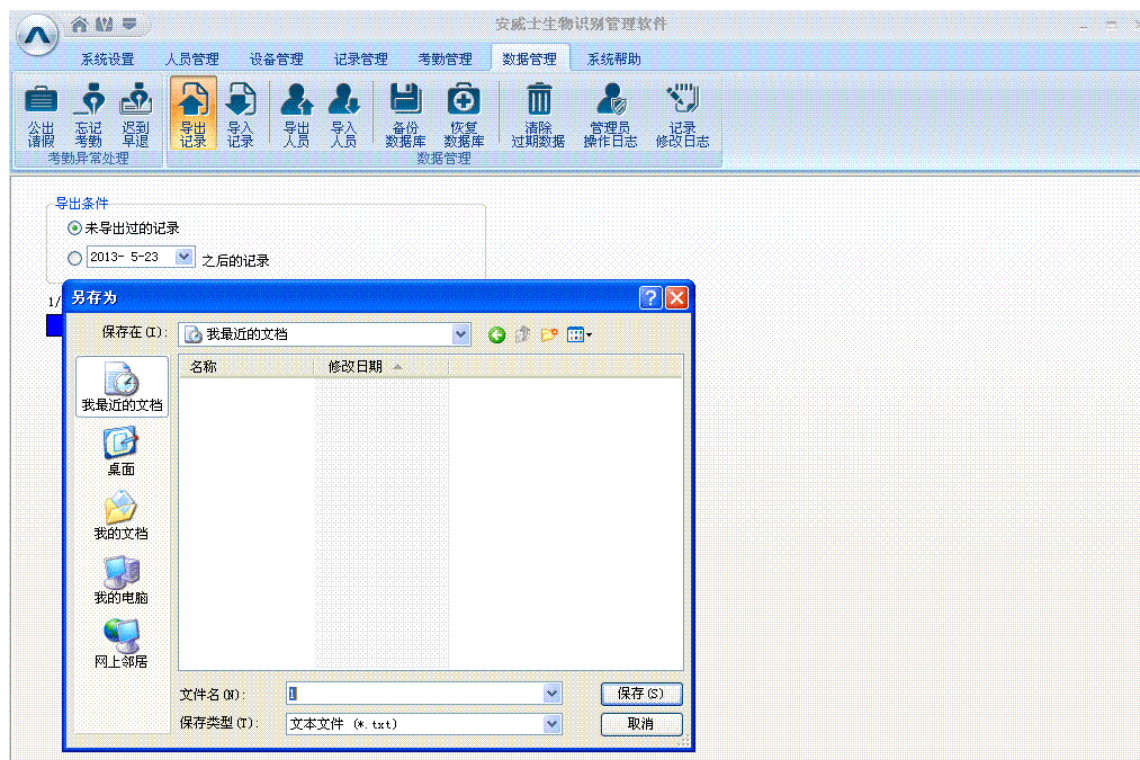 安威士生物识别管理软件
系统设置 人员管理 设备管理 记录管理 考勤管理 数据管理 系统帮助
公出 忘记 迟到 导出 导入 导出 导入 备份 恢复 清除 管理员 记录
请假 考勤 早退 记录 记录 人员 人员 数据库 数据库 过期数据 操作日志 修改日志
考勤异常处理 数据管理
导出条件
未导出过的记录
2013- 5-23 之后的记录
1/
另存为
保存在(I): 我最近的文档
名称 修改日期
我最近的文档
桌面
我的文档
我的电脑
网上邻居
文件名(N): 保存(S)
保存类型(T): 文本文件 (*.txt) 取消